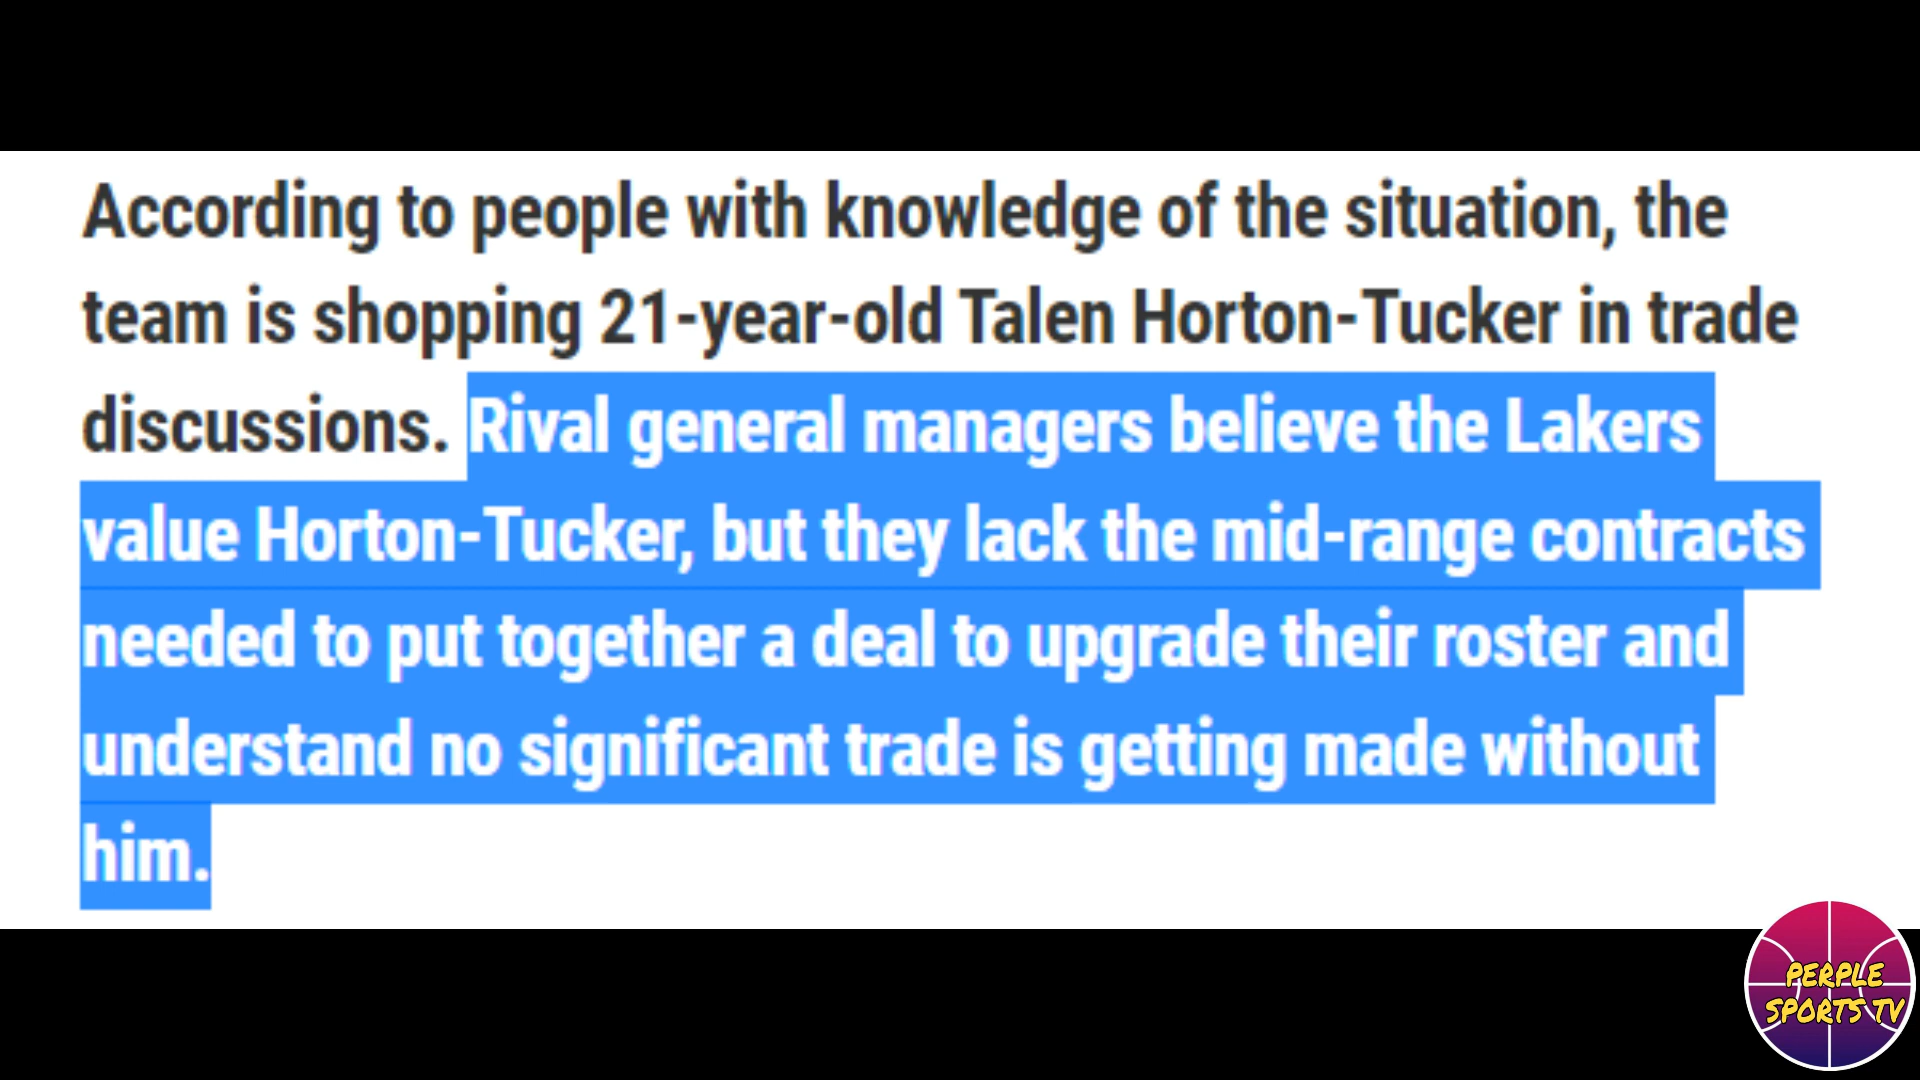 According to people with knowledge of the situation, the
team is shopping 21-year-old Talen Horton-Tucker in trade
discussions. Rival general managers believe the Lakers
value Horton-Tucker, but they lack the mid-range contracts
needed to put together a deal to upgrade their roster and
understand no significant trade is getting made without
him.
PERPLE
SPORTS TV